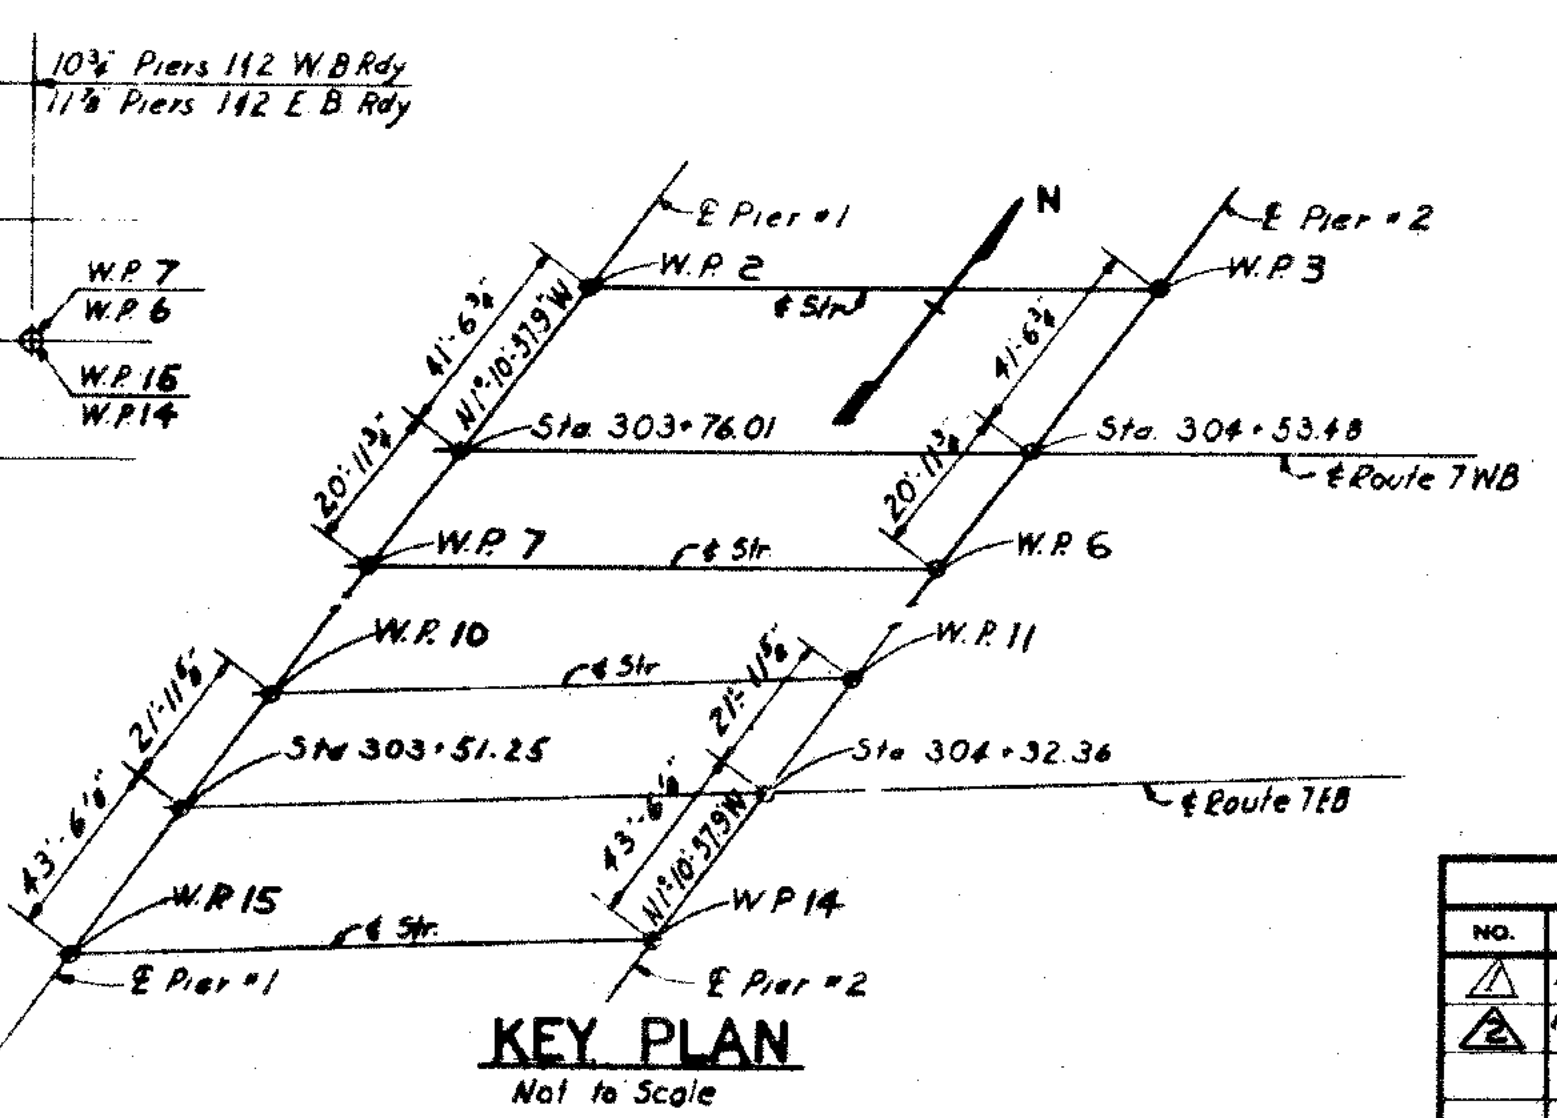 10¾" Piers 1&2 W.B Rdy
11⅞" Piers 1&2 E.B Rdy
W.P. 7
W.P. 6
W.P. 15
W.P. 14
℄ Pier #1
N
℄ Pier #2
W.P. 2
W.P. 3
℄ Str
41'-6¾"
N1°-10'-57.9"W
41'-6¾"
Sta. 303+76.01
Sta. 304+53.48
℄ Route 7 WB
20'-11¾"
20'-11¾"
W.P. 7
℄ Str.
W.P. 6
W.P. 10
W.P. 11
℄ Str
21'-11⅝"
21'-11⅝"
Sta 303+51.25
Sta 304+32.36
℄ Route 7 EB
43'-6⅛"
43'-6⅛"
N1°-10'-57.9"W
W.P. 15
W P 14
℄ Str.
℄ Pier #1
℄ Pier #2
KEY PLAN
Not to Scale
NO.
1
2